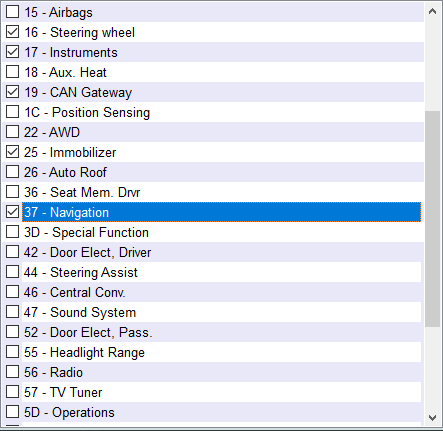 15 - Airbags
16 - Steering wheel
17 - Instruments
18 - Aux. Heat
19 - CAN Gateway
1C - Position Sensing
22 - AWD
25 - Immobilizer
26 - Auto Roof
36 - Seat Mem. Drvr
37 - Navigation
3D - Special Function
42 - Door Elect, Driver
44 - Steering Assist
46 - Central Conv.
47 - Sound System
52 - Door Elect, Pass.
55 - Headlight Range
56 - Radio
57 - TV Tuner
5D - Operations